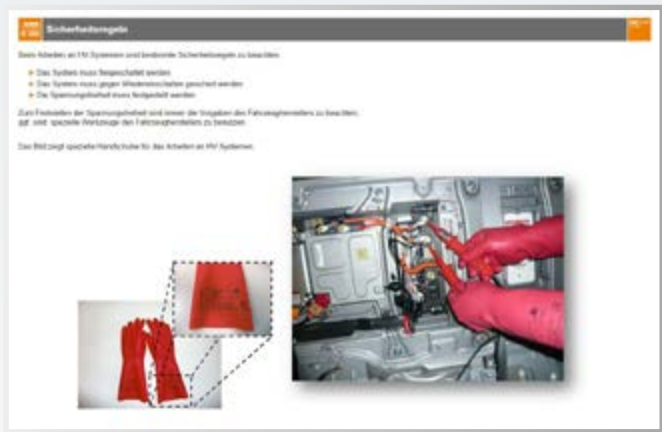 Sicherheitsregeln
Beim Arbeiten an HV-Systemen sind bestimmte Sicherheitsregeln zu beachten:
Das System muss freigeschaltet werden
Das System muss gegen Wiedereinschalten gesichert werden
Die Spannungsfreiheit muss festgestellt werden
Zum Feststellen der Spannungsfreiheit sind immer die Vorgaben des Fahrzeugherstellers zu beachten,
ggf. sind spezielle Werkzeuge des Fahrzeugherstellers zu benutzen.
Das Bild zeigt spezielle Handschuhe für das Arbeiten an HV-Systemen.